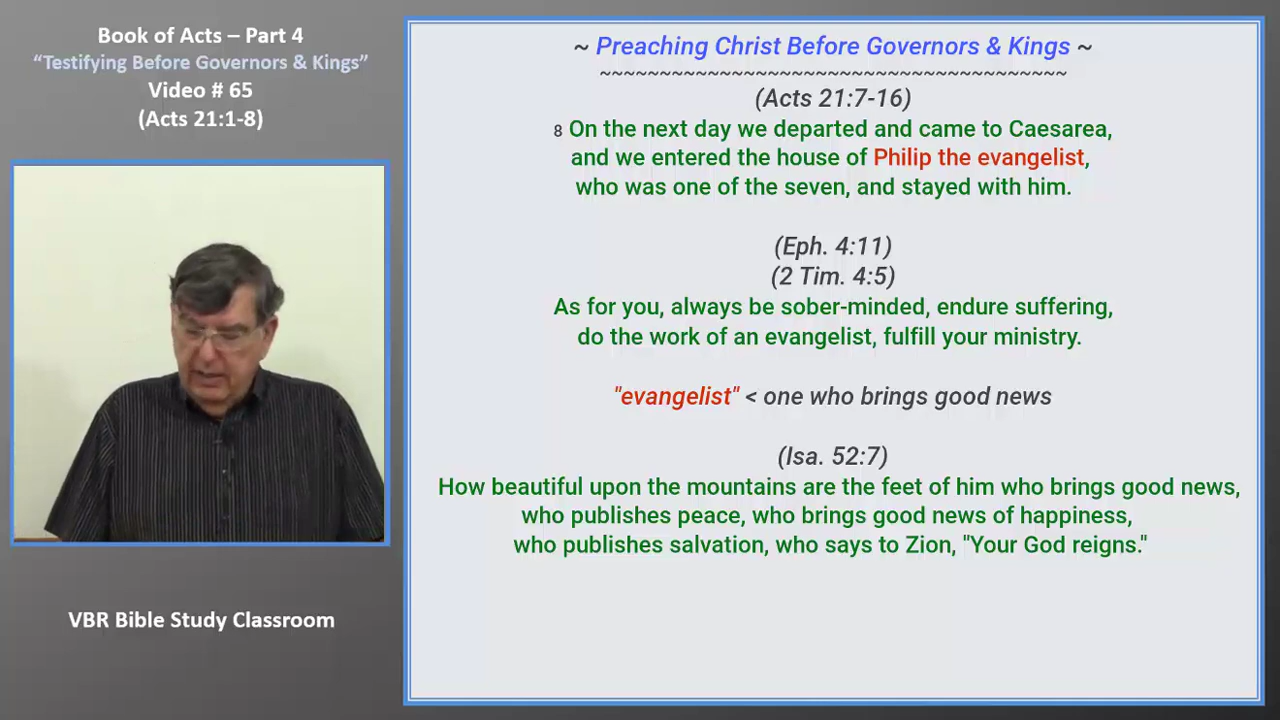 Book of Acts – Part 4
“Testifying Before Governors & Kings”
Video # 65
(Acts 21:1-8)
VBR Bible Study Classroom
~ Preaching Christ Before Governors & Kings ~
~~~~~~~~~~~~~~~~~~~~~~~~~~~~~~~~~~~~~~~
(Acts 21:7-16)
8 On the next day we departed and came to Caesarea,
and we entered the house of Philip the evangelist,
who was one of the seven, and stayed with him.
(Eph. 4:11)
(2 Tim. 4:5)
As for you, always be sober-minded, endure suffering,
do the work of an evangelist, fulfill your ministry.
"evangelist" < one who brings good news
(Isa. 52:7)
How beautiful upon the mountains are the feet of him who brings good news,
who publishes peace, who brings good news of happiness,
who publishes salvation, who says to Zion, "Your God reigns."